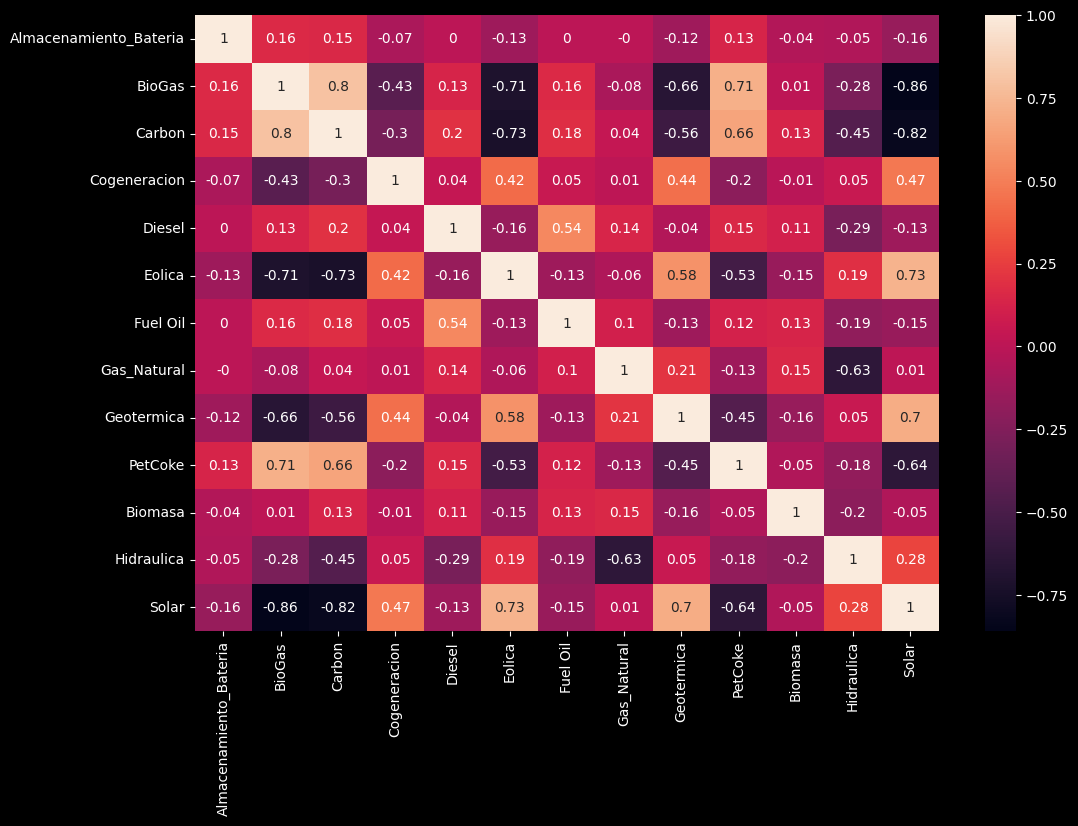 Almacenamiento_Bateria 1 0.16 0.15 -0.07 0 -0.13 0 -0 -0.12 0.13 -0.04 -0.05 -0.16
BioGas 0.16 1 0.8 -0.43 0.13 -0.71 0.16 -0.08 -0.66 0.71 0.01 -0.28 -0.86
Carbon 0.15 0.8 1 -0.3 0.2 -0.73 0.18 0.04 -0.56 0.66 0.13 -0.45 -0.82
Cogeneracion -0.07 -0.43 -0.3 1 0.04 0.42 0.05 0.01 0.44 -0.2 -0.01 0.05 0.47
Diesel 0 0.13 0.2 0.04 1 -0.16 0.54 0.14 -0.04 0.15 0.11 -0.29 -0.13
Eolica -0.13 -0.71 -0.73 0.42 -0.16 1 -0.13 -0.06 0.58 -0.53 -0.15 0.19 0.73
Fuel Oil 0 0.16 0.18 0.05 0.54 -0.13 1 0.1 -0.13 0.12 0.13 -0.19 -0.15
Gas_Natural -0 -0.08 0.04 0.01 0.14 -0.06 0.1 1 0.21 -0.13 0.15 -0.63 0.01
Geotermica -0.12 -0.66 -0.56 0.44 -0.04 0.58 -0.13 0.21 1 -0.45 -0.16 0.05 0.7
PetCoke 0.13 0.71 0.66 -0.2 0.15 -0.53 0.12 -0.13 -0.45 1 -0.05 -0.18 -0.64
Biomasa -0.04 0.01 0.13 -0.01 0.11 -0.15 0.13 0.15 -0.16 -0.05 1 -0.2 -0.05
Hidraulica -0.05 -0.28 -0.45 0.05 -0.29 0.19 -0.19 -0.63 0.05 -0.18 -0.2 1 0.28
Solar -0.16 -0.86 -0.82 0.47 -0.13 0.73 -0.15 0.01 0.7 -0.64 -0.05 0.28 1
Almacenamiento_Bateria
BioGas
Carbon
Cogeneracion
Diesel
Eolica
Fuel Oil
Gas_Natural
Geotermica
PetCoke
Biomasa
Hidraulica
Solar
1.00
0.75
0.50
0.25
0.00
−0.25
−0.50
−0.75